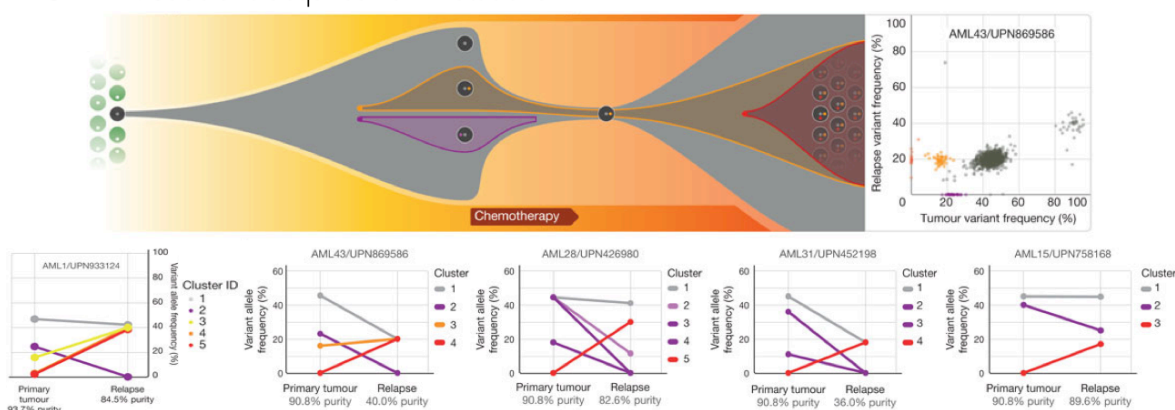 Chemotherapy
AML43/UPN869586
Relapse variant frequency (%)
100
80
60
40
20
0 20 40 60 80 100
Tumour variant frequency (%)
AML1/UPN933124
100
80
60
40
20
0
Variant allele
frequency (%)
Cluster ID
1
2
3
4
5
Primary
tumour
93.7% purity
Relapse
84.5% purity
AML43/UPN869586
Variant allele
frequency (%)
60
40
20
0
Cluster
1
2
3
4
Primary tumour
90.8% purity
Relapse
40.0% purity
AML28/UPN426980
Variant allele
frequency (%)
60
40
20
0
Cluster
1
2
3
4
5
Primary tumour
90.8% purity
Relapse
82.6% purity
AML31/UPN452198
Variant allele
frequency (%)
60
40
20
0
Cluster
1
2
3
4
Primary tumour
90.8% purity
Relapse
36.0% purity
AML15/UPN758168
Variant allele
frequency (%)
60
40
20
0
Cluster
1
2
3
Primary tumour
90.8% purity
Relapse
89.6% purity